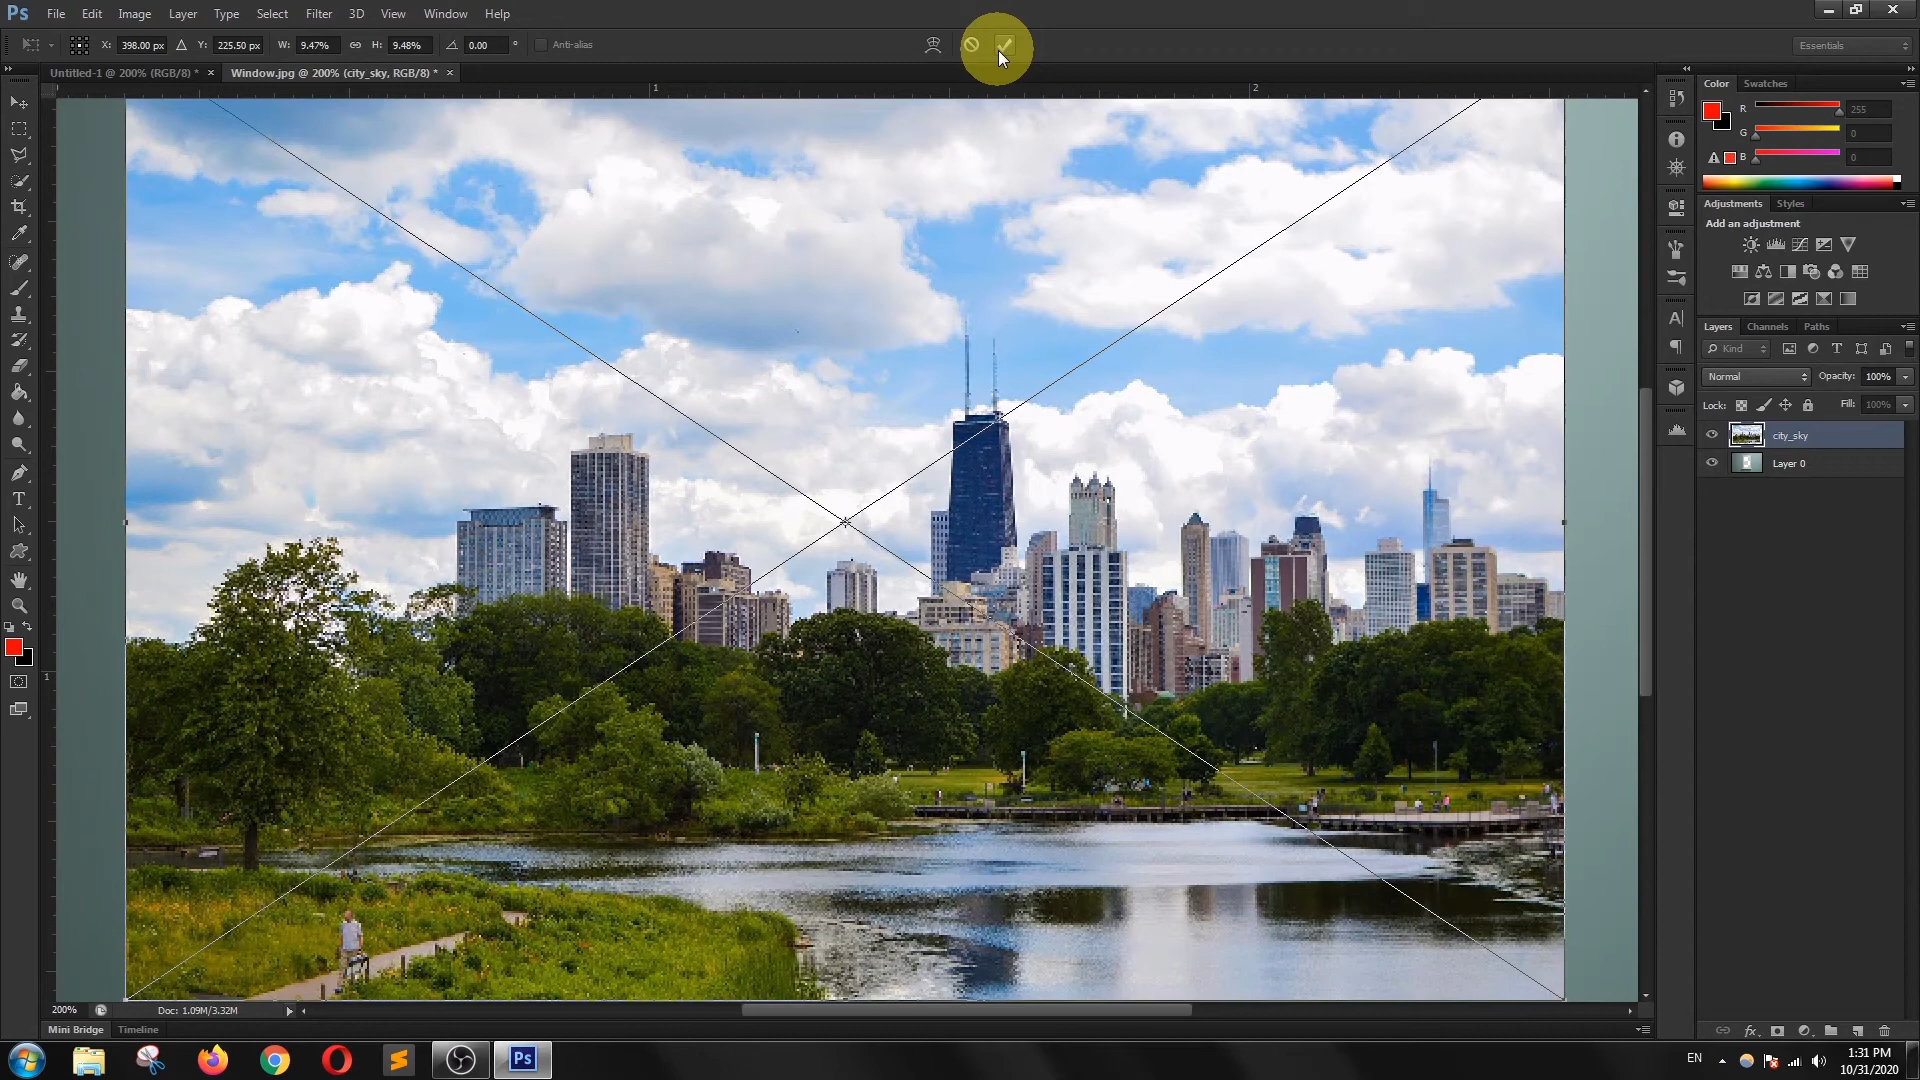 Ps File Edit Image Layer Type Select Filter 3D View Window Help
X: 398.00 px Y: 225.50 px W: 9.47% H: 9.48% 0.00 ° Anti-alias Essentials
Untitled-1 @ 200% (RGB/8) * × Window.jpg @ 200% (city_sky, RGB/8) * ×
1 2
Color Swatches
R 255
G 0
B 0
Adjustments Styles
Add an adjustment
Layers Channels Paths
Kind
Normal Opacity: 100%
Lock: Fill: 100%
city_sky
Layer 0
1
200% Doc: 1.09M/3.32M
Mini Bridge Timeline
Ps EN 1:31 PM
10/31/2020